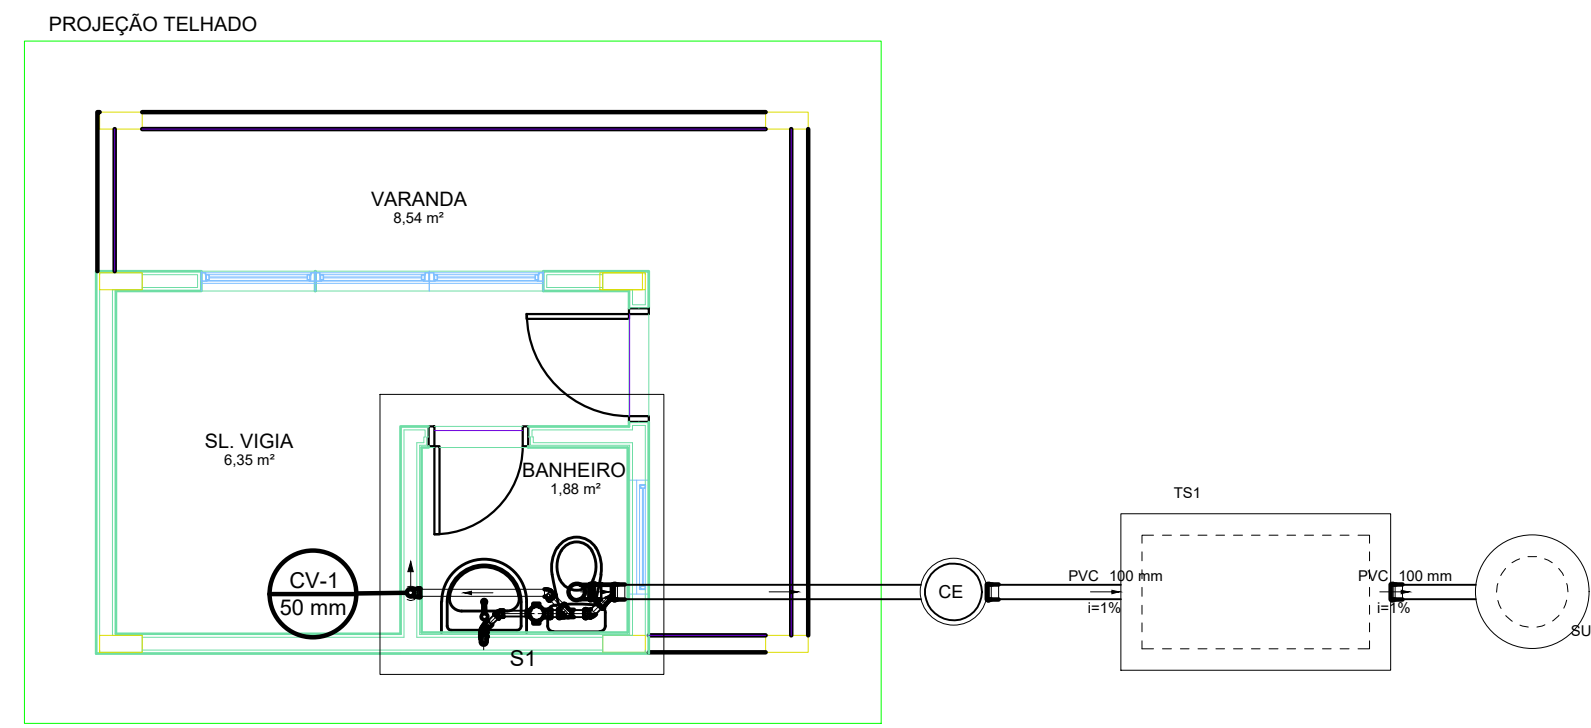 PROJEÇÃO TELHADO
VARANDA
8,54 m²
SL. VIGIA
6,35 m²
BANHEIRO
1,88 m²
TS1
CV-1
50 mm
CE
PVC 100 mm
i=1%
PVC 100 mm
i=1%
SU
S1